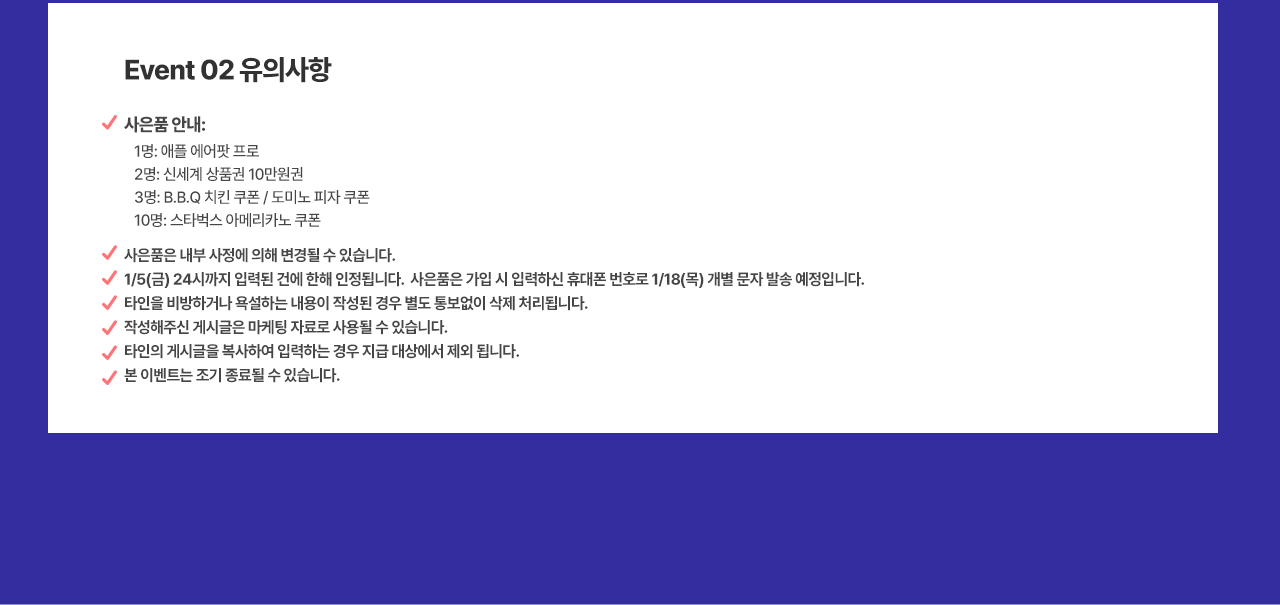 Event 02 유의사항
사은품 안내:
1명: 애플 에어팟 프로
2명: 신세계 상품권 10만원권
3명: B.B.Q 치킨 쿠폰 / 도미노 피자 쿠폰
10명: 스타벅스 아메리카노 쿠폰
사은품은 내부 사정에 의해 변경될 수 있습니다.
1/5(금) 24시까지 입력된 건에 한해 인정됩니다. 사은품은 가입 시 입력하신 휴대폰 번호로 1/18(목) 개별 문자 발송 예정입니다.
타인을 비방하거나 욕설하는 내용이 작성된 경우 별도 통보없이 삭제 처리됩니다.
작성해주신 게시글은 마케팅 자료로 사용될 수 있습니다.
타인의 게시글을 복사하여 입력하는 경우 지급 대상에서 제외 됩니다.
본 이벤트는 조기 종료될 수 있습니다.